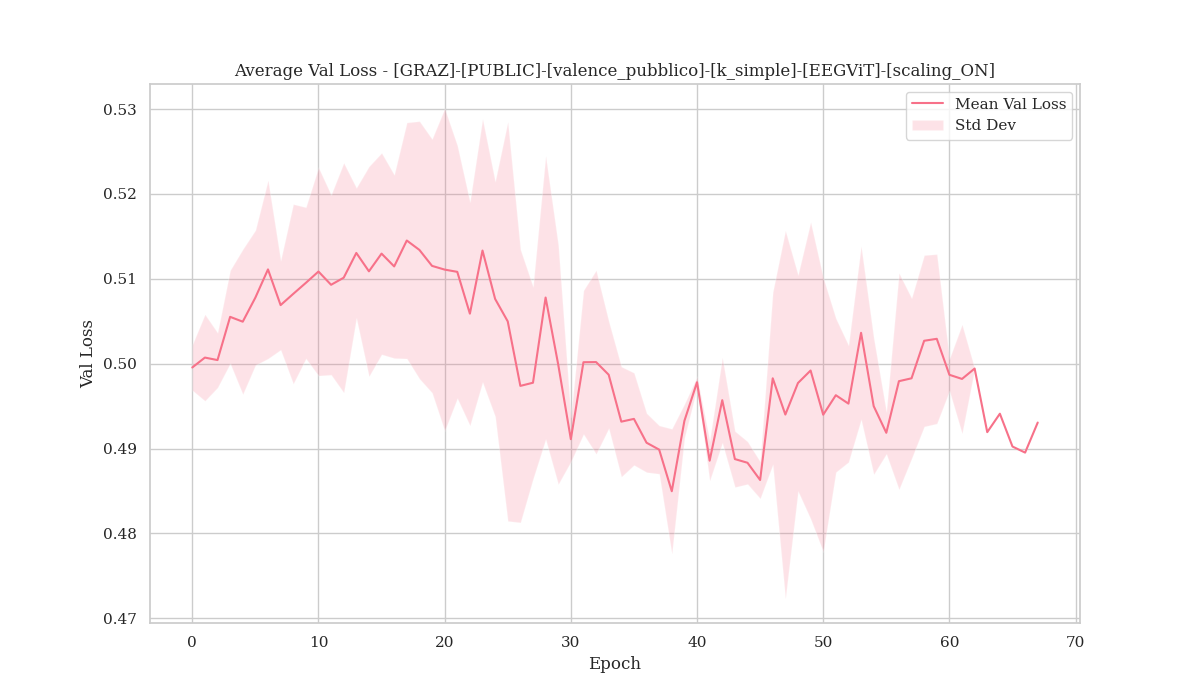 Average Val Loss - [GRAZ]-[PUBLIC]-[valence_pubblico]-[k_simple]-[EEGViT]-[scaling_ON]
Mean Val Loss
Std Dev
Val Loss
0.53
0.52
0.51
0.50
0.49
0.48
0.47
0 10 20 30 40 50 60 70
Epoch